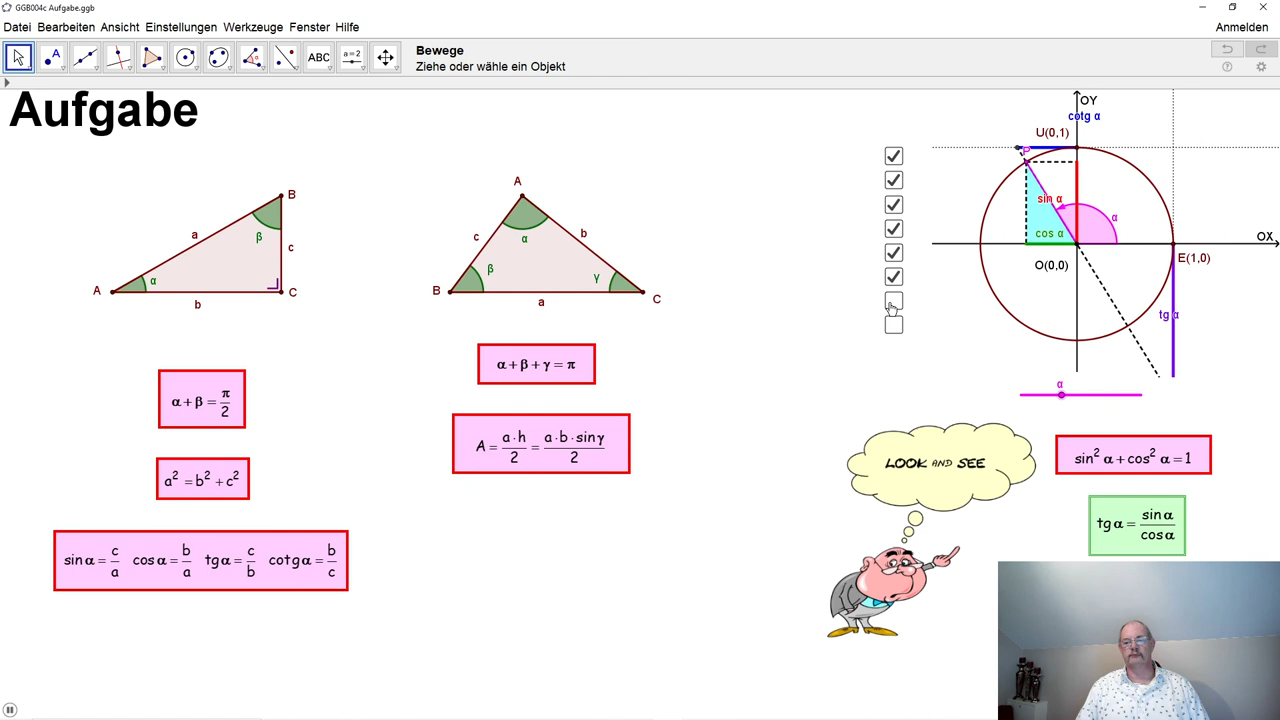 GGB004c Aufgabe.ggb
Datei Bearbeiten Ansicht Einstellungen Werkzeuge Fenster Hilfe
Anmelden
A
ABC
a=2
Bewege
Ziehe oder wähle ein Objekt
Aufgabe
B
β
a
c
α
A
b
C
A
α
c
b
β
γ
B
a
C
OY
cotg α
U(0,1)
P
sin α
α
cos α
OX
O(0,0)
E(1,0)
tg α
α
α+β=π/2
a² = b² + c²
sin α = c/a cos α = b/a tg α = c/b cotg α = b/c
α+β+γ=π
A = a·h/2 = a·b·sin γ/2
LOOK AND SEE
sin² α + cos² α = 1
tg α = sin α/cos α